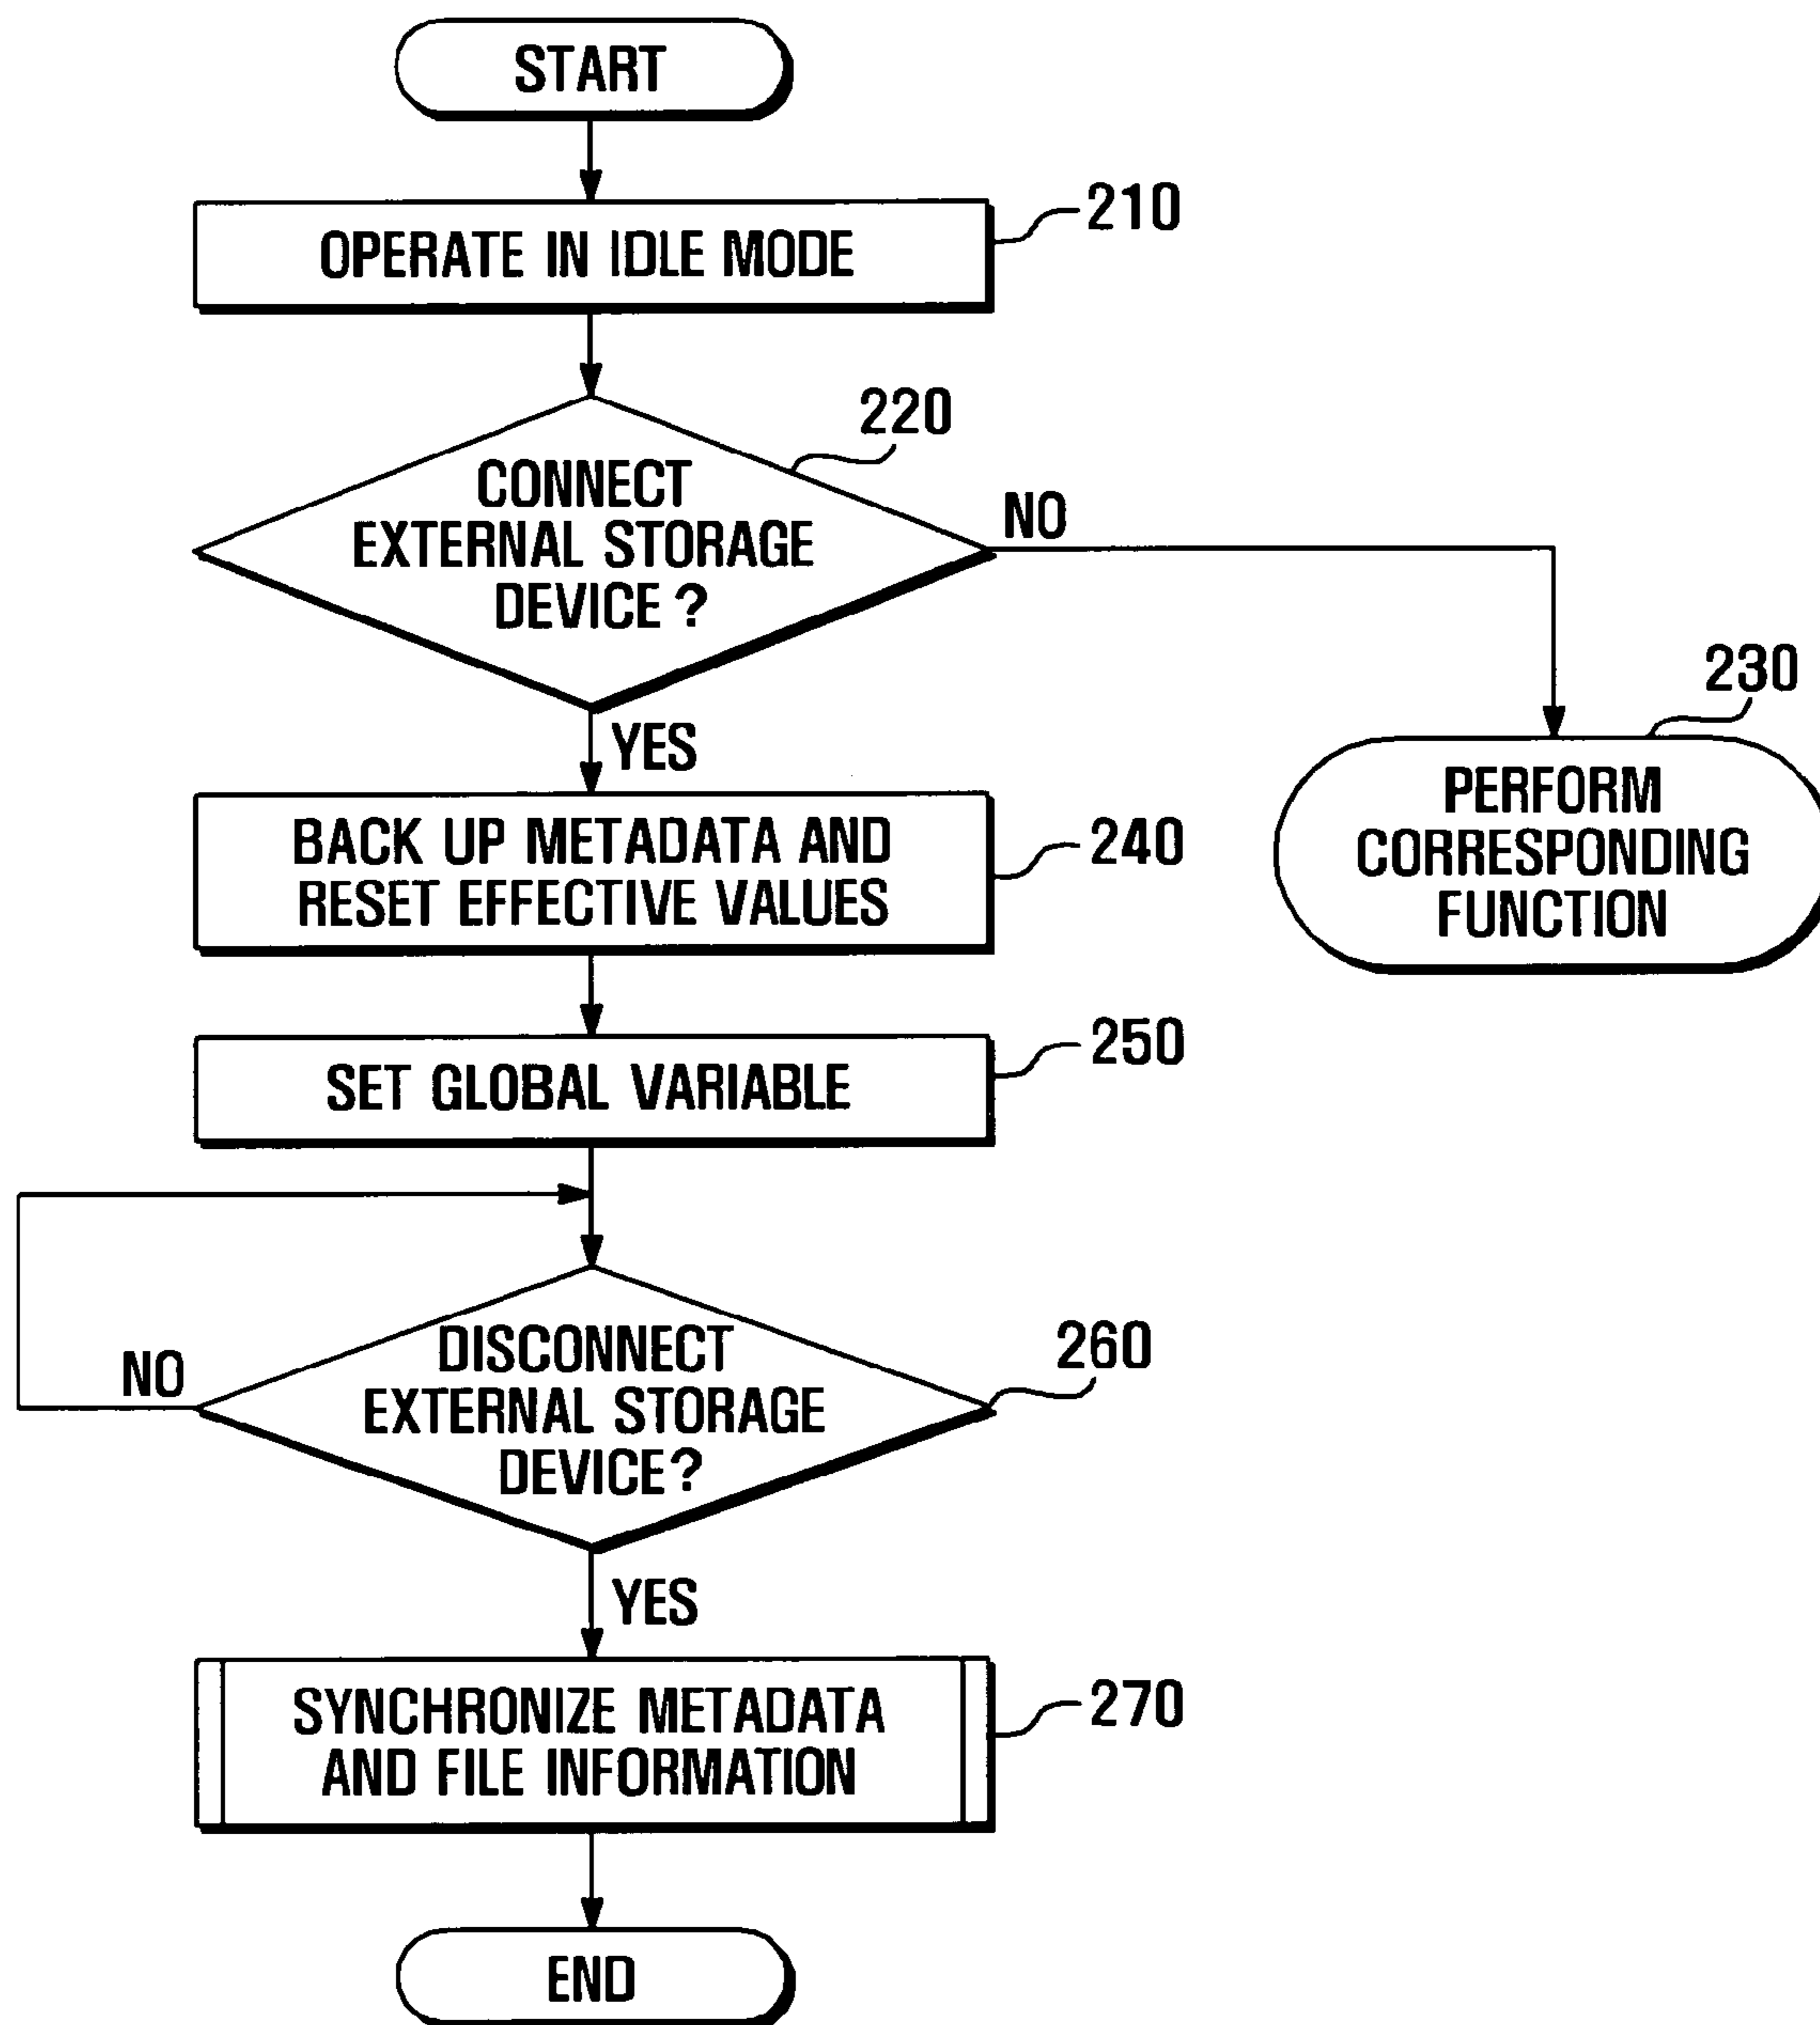 START
OPERATE IN IDLE MODE
210
220
CONNECT
EXTERNAL STORAGE
DEVICE ?
NO
YES
230
PERFORM
CORRESPONDING
FUNCTION
BACK UP METADATA AND
RESET EFFECTIVE VALUES
240
SET GLOBAL VARIABLE
250
DISCONNECT
EXTERNAL STORAGE
DEVICE?
260
NO
YES
SYNCHRONIZE METADATA
AND FILE INFORMATION
270
END